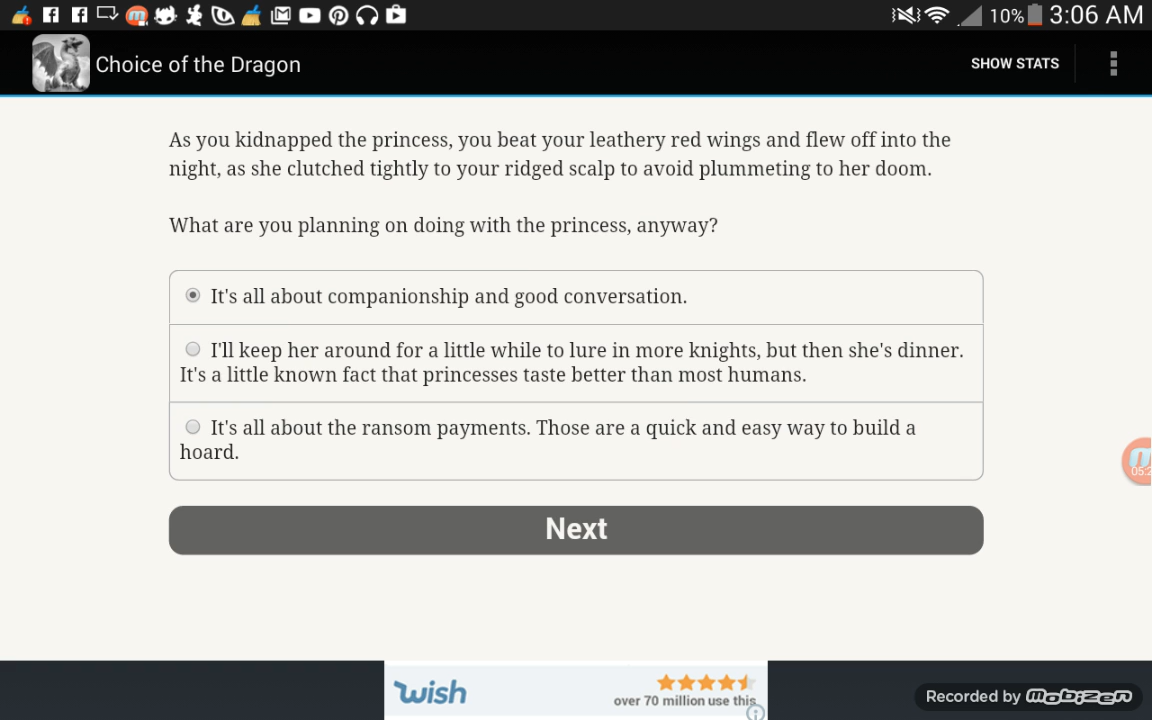 10% 3:06 AM
Choice of the Dragon
SHOW STATS
As you kidnapped the princess, you beat your leathery red wings and flew off into the
night, as she clutched tightly to your ridged scalp to avoid plummeting to her doom.
What are you planning on doing with the princess, anyway?
It's all about companionship and good conversation.
I'll keep her around for a little while to lure in more knights, but then she's dinner.
It's a little known fact that princesses taste better than most humans.
It's all about the ransom payments. Those are a quick and easy way to build a
hoard.
Next
wish
over 70 million use this
Recorded by mobizen